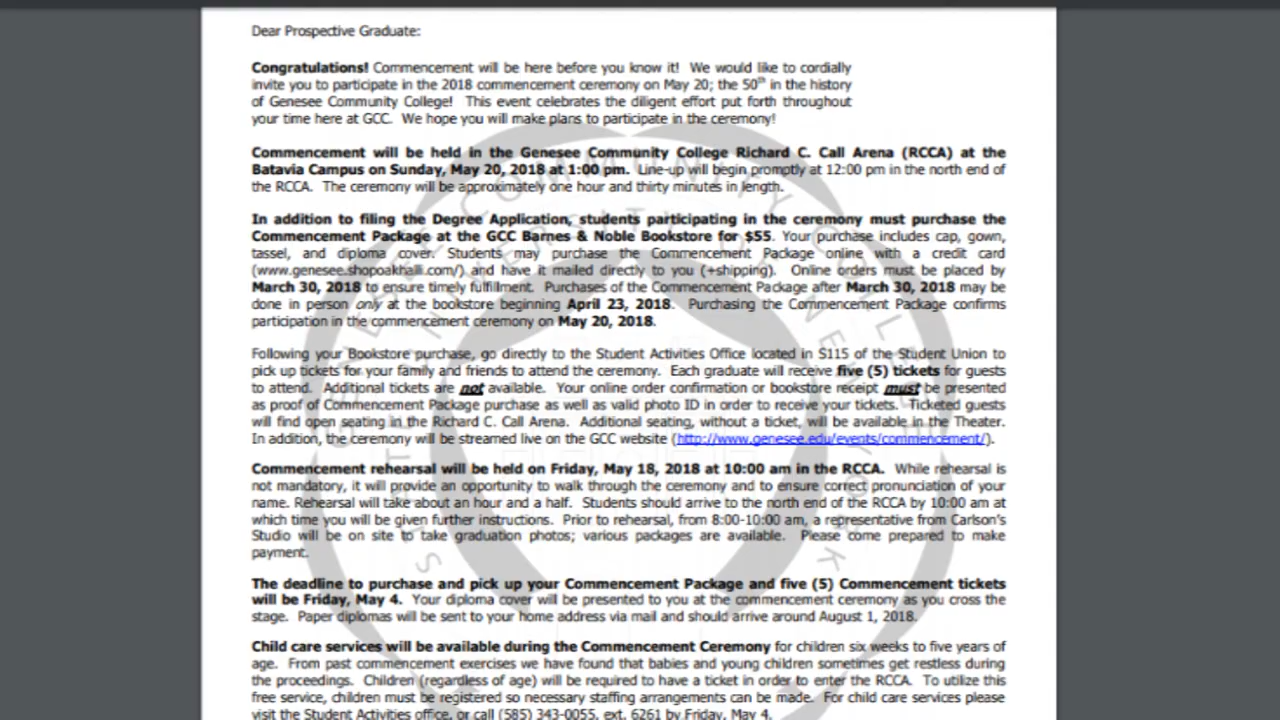 Dear Prospective Graduate:
Congratulations! Commencement will be here before you know it! We would like to cordially
invite you to participate in the 2018 commencement ceremony on May 20; the 50th in the history
of Genesee Community College! This event celebrates the diligent effort put forth throughout
your time here at GCC. We hope you will make plans to participate in the ceremony!
Commencement will be held in the Genesee Community College Richard C. Call Arena (RCCA) at the
Batavia Campus on Sunday, May 20, 2018 at 1:00 pm. Line-up will begin promptly at 12:00 pm in the north end of
the RCCA. The ceremony will be approximately one hour and thirty minutes in length.
In addition to filing the Degree Application, students participating in the ceremony must purchase the
Commencement Package at the GCC Barnes & Noble Bookstore for $55. Your purchase includes cap, gown,
tassel, and diploma cover. Students may purchase the Commencement Package online with a credit card
(www.genesee.shopoakhalli.com/) and have it mailed directly to you (+shipping). Online orders must be placed by
March 30, 2018 to ensure timely fulfillment. Purchases of the Commencement Package after March 30, 2018 may be
done in person only at the bookstore beginning April 23, 2018. Purchasing the Commencement Package confirms
participation in the commencement ceremony on May 20, 2018.
Following your Bookstore purchase, go directly to the Student Activities Office located in S115 of the Student Union to
pick up tickets for your family and friends to attend the ceremony. Each graduate will receive five (5) tickets for guests
to attend. Additional tickets are not available. Your online order confirmation or bookstore receipt must be presented
as proof of Commencement Package purchase as well as valid photo ID in order to receive your tickets. Ticketed guests
will find open seating in the Richard C. Call Arena. Additional seating, without a ticket, will be available in the Theater.
In addition, the ceremony will be streamed live on the GCC website (http://www.genesee.edu/events/commencement/).
Commencement rehearsal will be held on Friday, May 18, 2018 at 10:00 am in the RCCA. While rehearsal is
not mandatory, it will provide an opportunity to walk through the ceremony and to ensure correct pronunciation of your
name. Rehearsal will take about an hour and a half. Students should arrive to the north end of the RCCA by 10:00 am at
which time you will be given further instructions. Prior to rehearsal, from 8:00-10:00 am, a representative from Carlson's
Studio will be on site to take graduation photos; various packages are available. Please come prepared to make
payment.
The deadline to purchase and pick up your Commencement Package and five (5) Commencement tickets
will be Friday, May 4. Your diploma cover will be presented to you at the commencement ceremony as you cross the
stage. Paper diplomas will be sent to your home address via mail and should arrive around August 1, 2018.
Child care services will be available during the Commencement Ceremony for children six weeks to five years of
age. From past commencement exercises we have found that babies and young children sometimes get restless during
the proceedings. Children (regardless of age) will be required to have a ticket in order to enter the RCCA. To utilize this
free service, children must be registered so necessary staffing arrangements can be made. For child care services please
visit the Student Activities office, or call (585) 343-0055, ext. 6261 by Friday, May 4.
GENESEE COMMUNITY COLLEGE
STATE UNIVERSITY OF NEW YORK